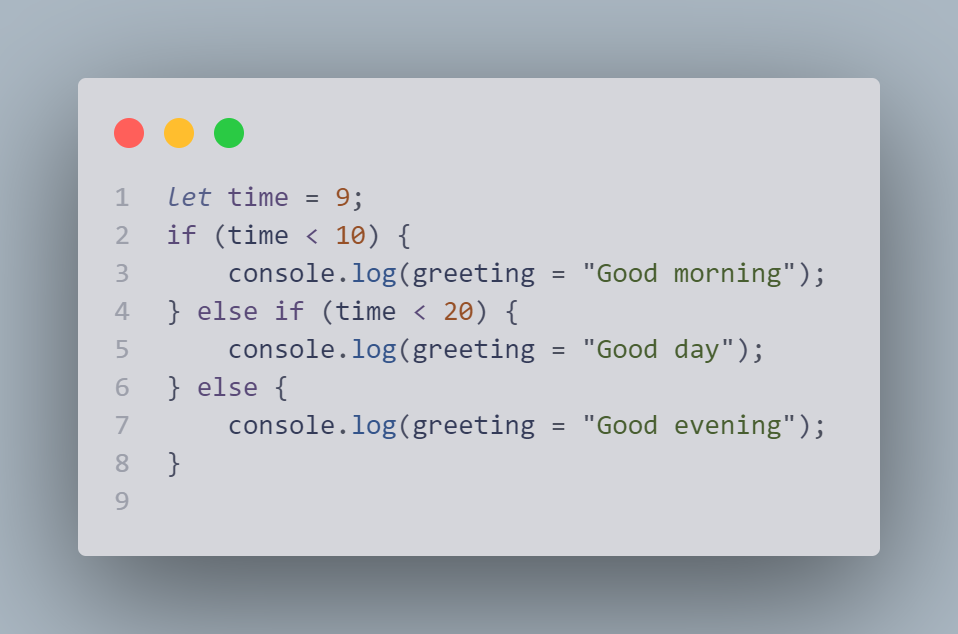 1 let time = 9;
2 if (time < 10) {
3     console.log(greeting = "Good morning");
4 } else if (time < 20) {
5     console.log(greeting = "Good day");
6 } else {
7     console.log(greeting = "Good evening");
8 }
9